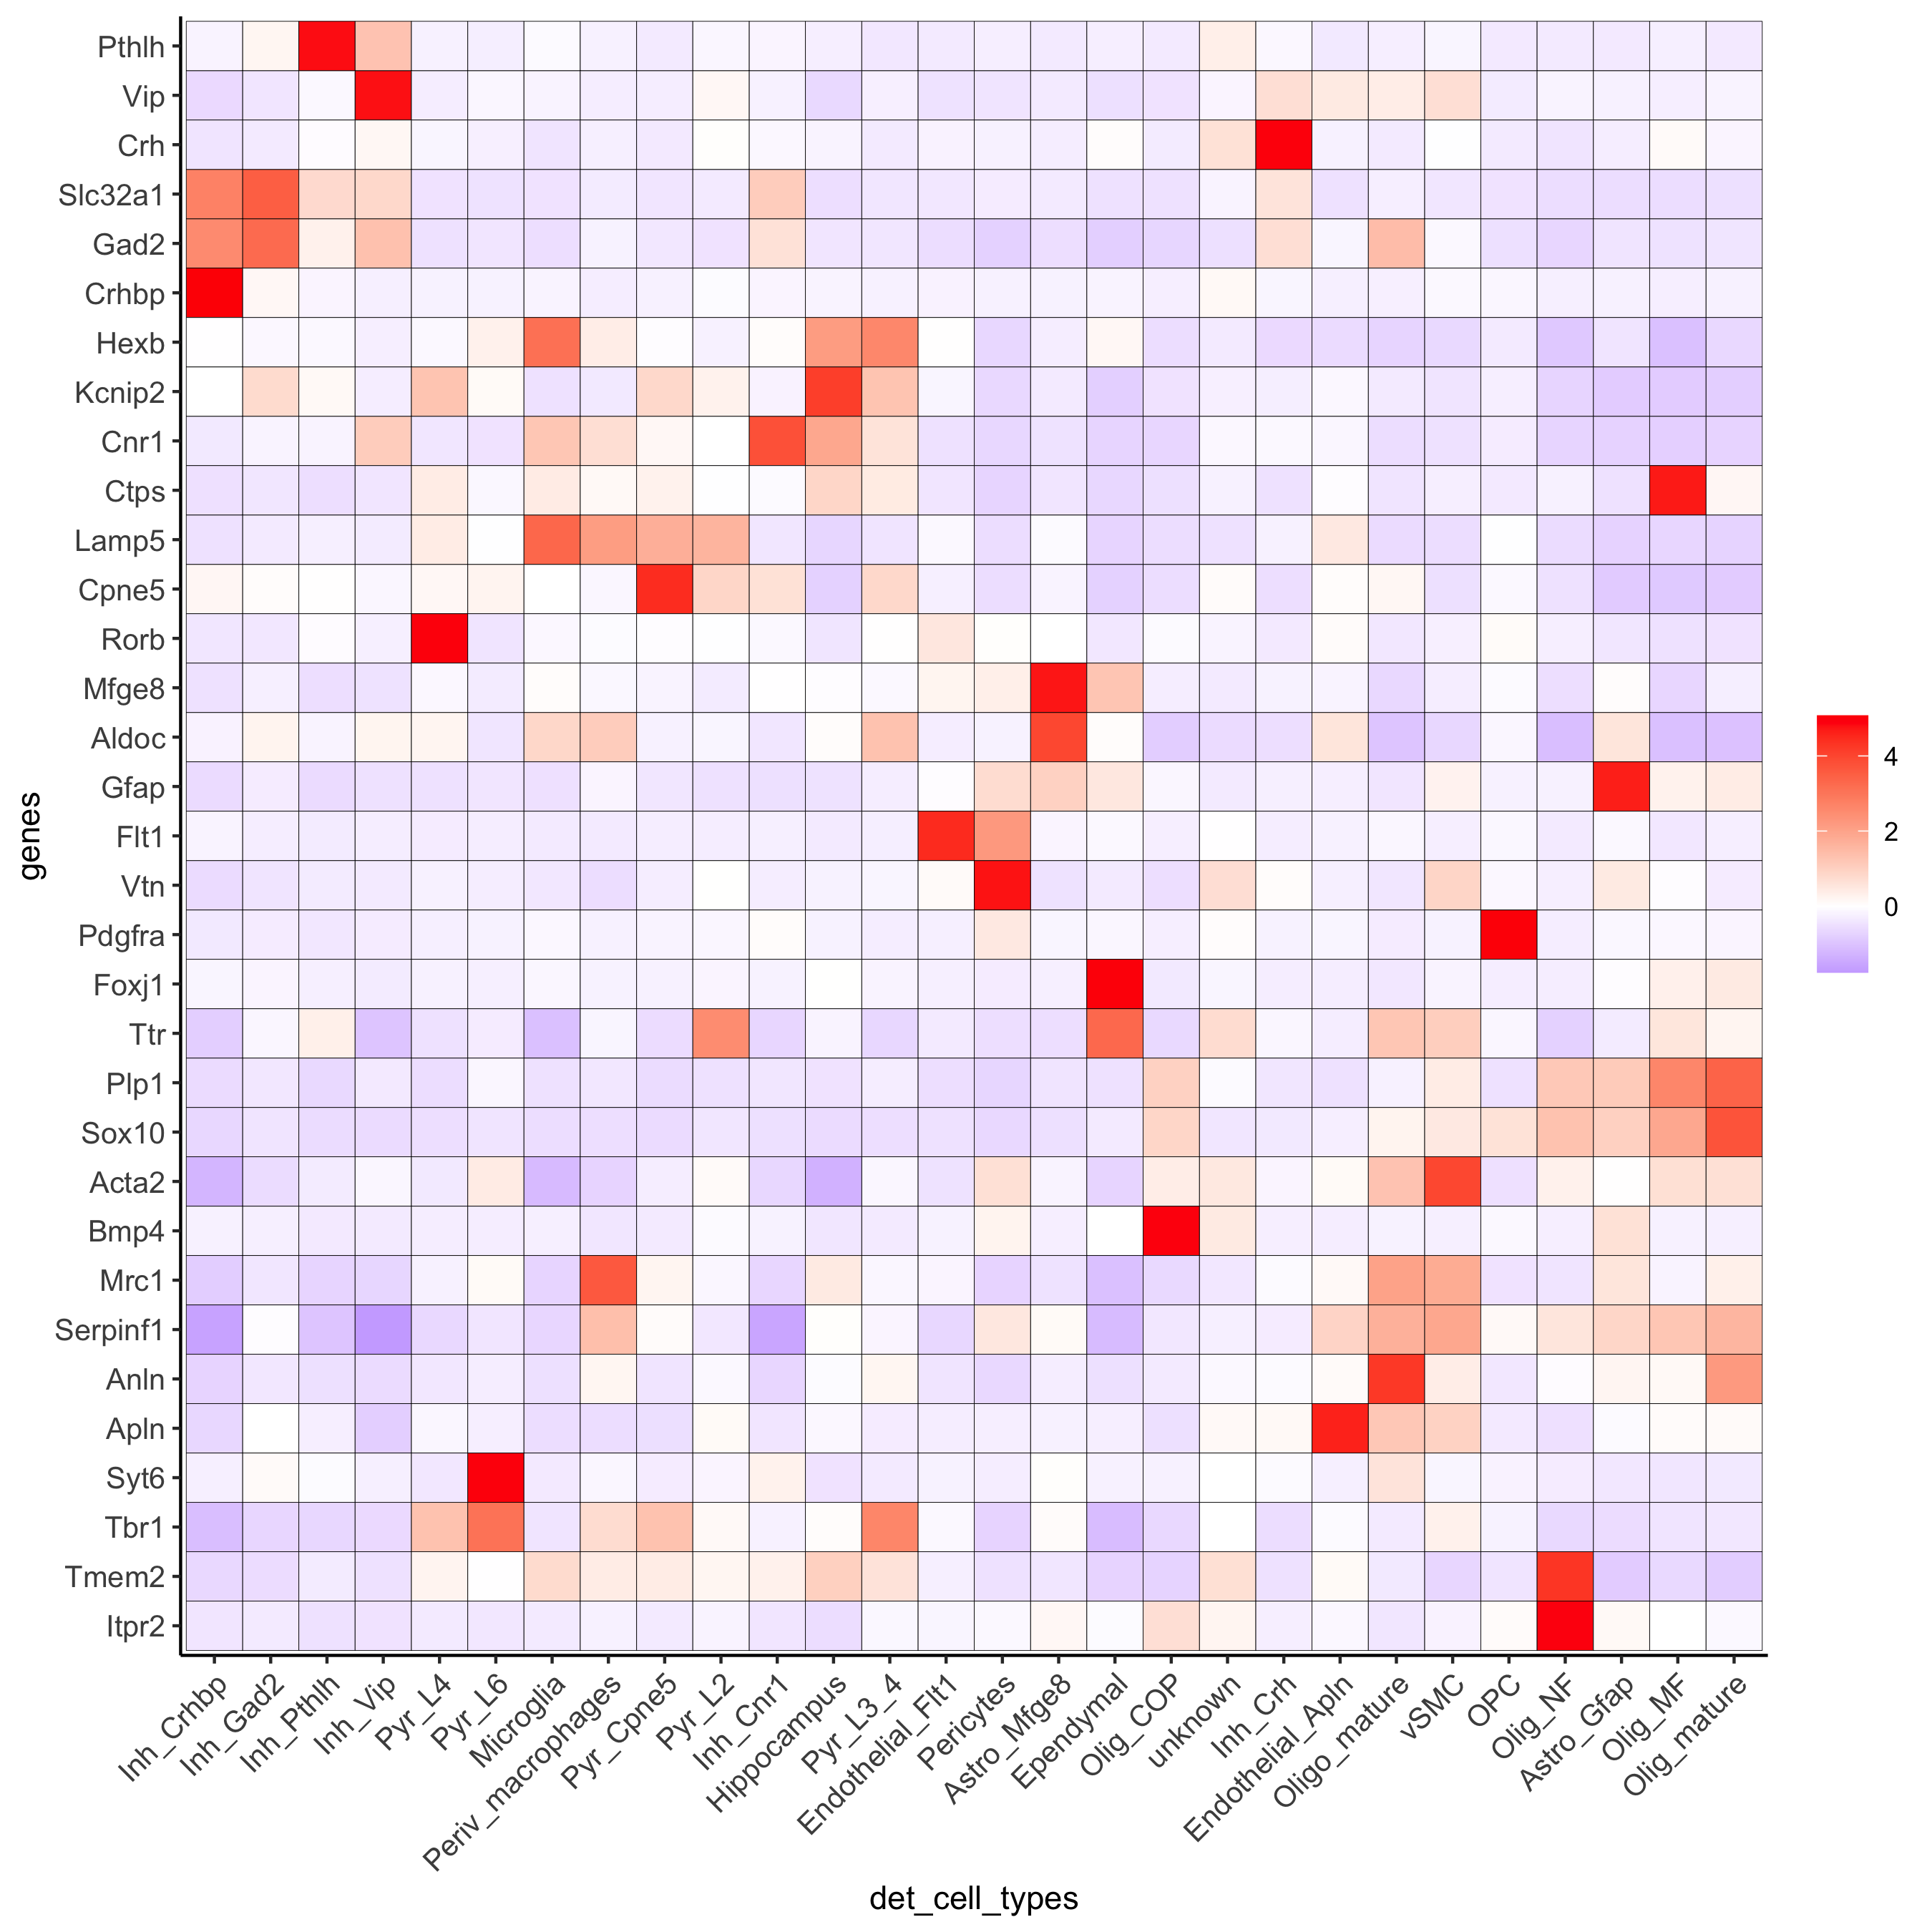 Pthlh
Vip
Crh
Slc32a1
Gad2
Crhbp
Hexb
Kcnip2
Cnr1
Ctps
Lamp5
Cpne5
Rorb
Mfge8
Aldoc
Gfap
Flt1
Vtn
Pdgfra
Foxj1
Ttr
Plp1
Sox10
Acta2
Bmp4
Mrc1
Serpinf1
Anln
Apln
Syt6
Tbr1
Tmem2
Itpr2
genes
Inh_Crhbp
Inh_Gad2
Inh_Pthlh
Inh_Vip
Pyr_L4
Pyr_L6
Microglia
Periv_macrophages
Pyr_Cpne5
Pyr_L2
Inh_Cnr1
Hippocampus
Pyr_L3_4
Endothelial_Flt1
Pericytes
Astro_Mfge8
Ependymal
Olig_COP
unknown
Inh_Crh
Endothelial_Apln
Oligo_mature
vSMC
OPC
Olig_NF
Astro_Gfap
Olig_MF
Olig_mature
det_cell_types
4
2
0